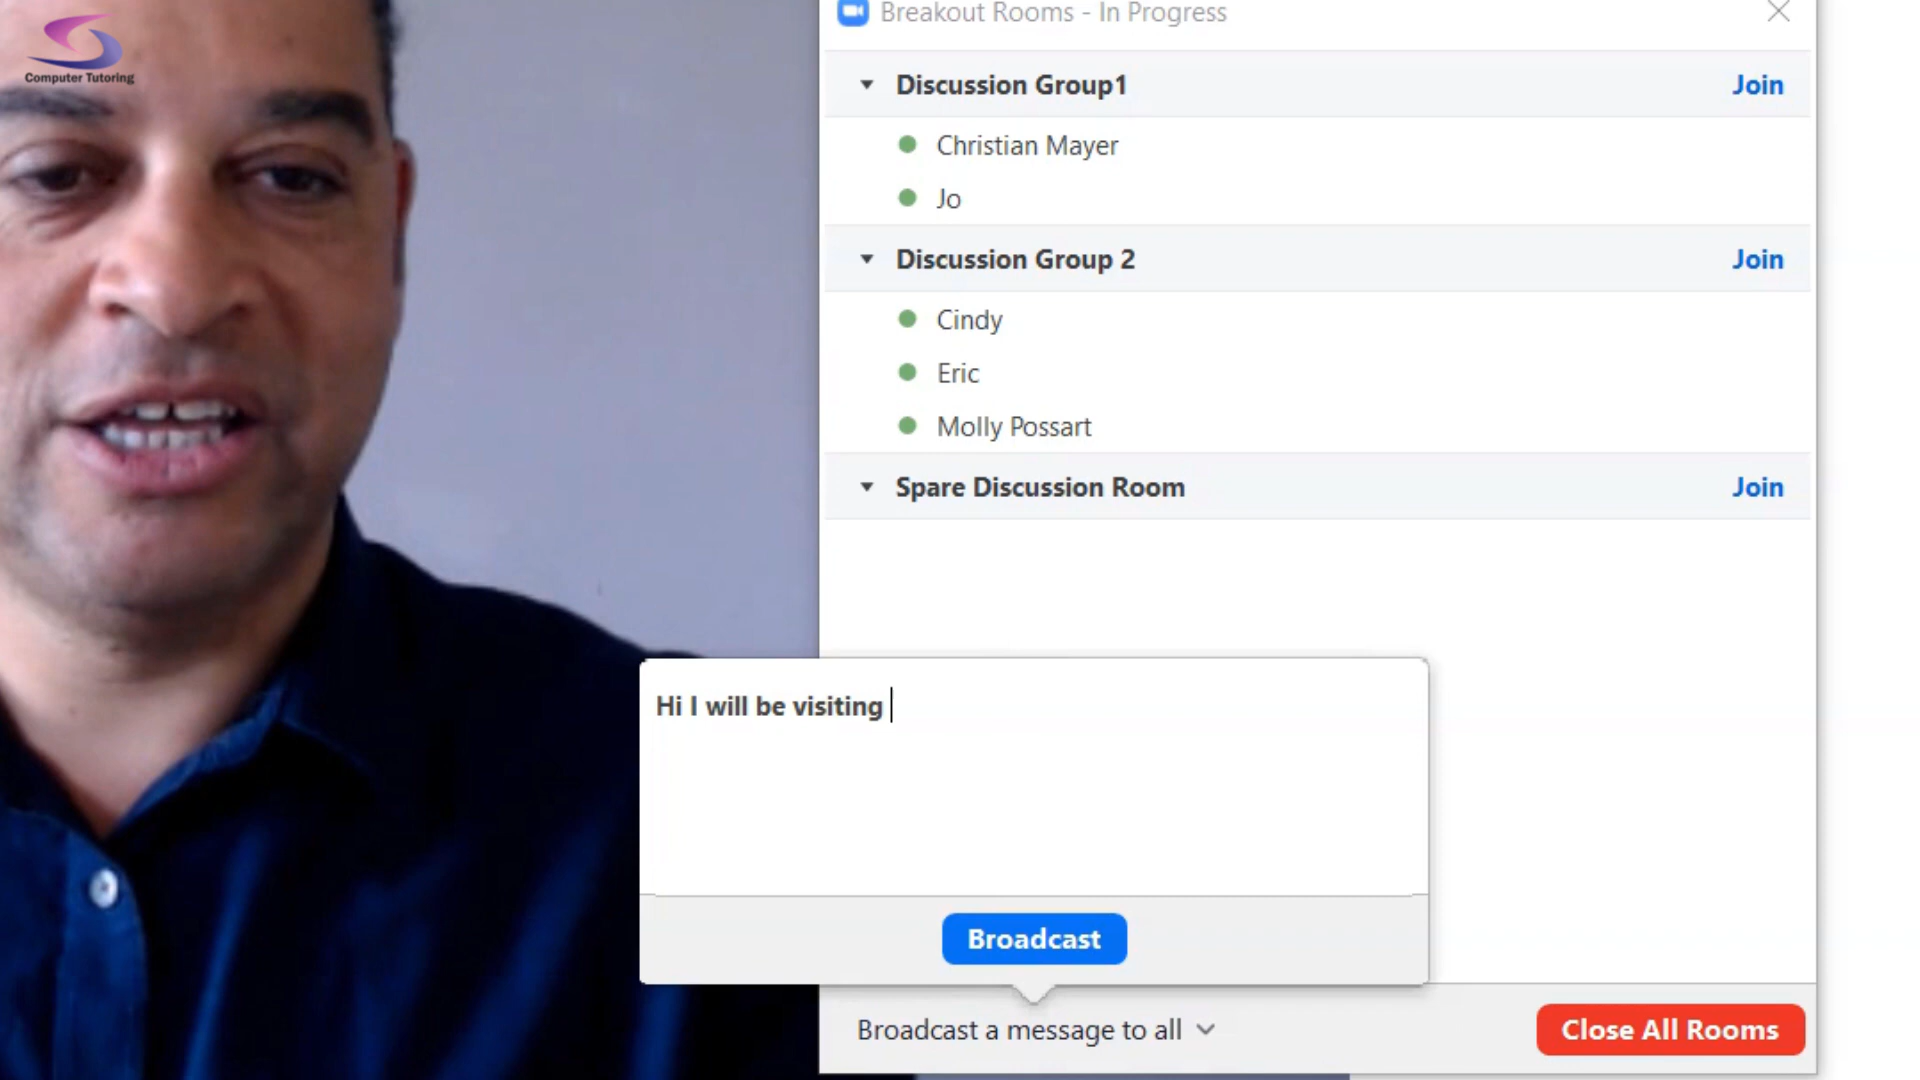 Computer Tutoring
Breakout Rooms - In Progress
Discussion Group1
Join
Christian Mayer
Jo
Discussion Group 2
Join
Cindy
Eric
Molly Possart
Spare Discussion Room
Join
Hi I will be visiting
Broadcast
Broadcast a message to all
Close All Rooms